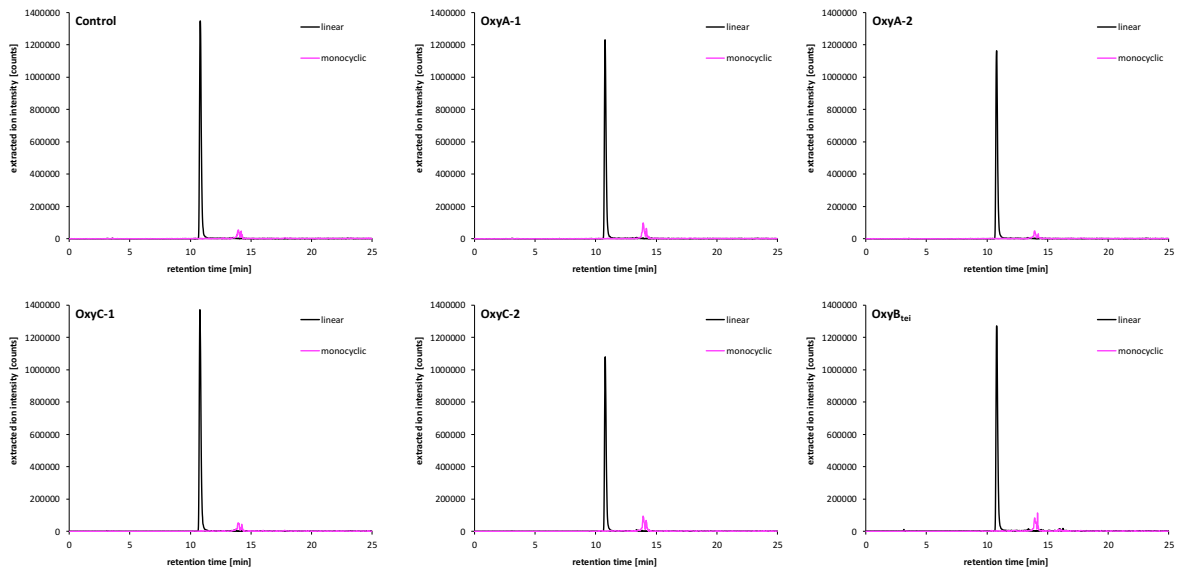 Control
linear
monocyclic
extracted ion intensity [counts]
1400000
1200000
1000000
800000
600000
400000
200000
0
0 5 10 15 20 25
retention time [min]
OxyA-1
linear
monocyclic
extracted ion intensity [counts]
1400000
1200000
1000000
800000
600000
400000
200000
0
0 5 10 15 20 25
retention time [min]
OxyA-2
linear
monocyclic
extracted ion intensity [counts]
1400000
1200000
1000000
800000
600000
400000
200000
0
0 5 10 15 20 25
retention time [min]
OxyC-1
linear
monocyclic
extracted ion intensity [counts]
1400000
1200000
1000000
800000
600000
400000
200000
0
0 5 10 15 20 25
retention time [min]
OxyC-2
linear
monocyclic
extracted ion intensity [counts]
1400000
1200000
1000000
800000
600000
400000
200000
0
0 5 10 15 20 25
retention time [min]
OxyBtei
linear
monocyclic
extracted ion intensity [counts]
1400000
1200000
1000000
800000
600000
400000
200000
0
0 5 10 15 20 25
retention time [min]